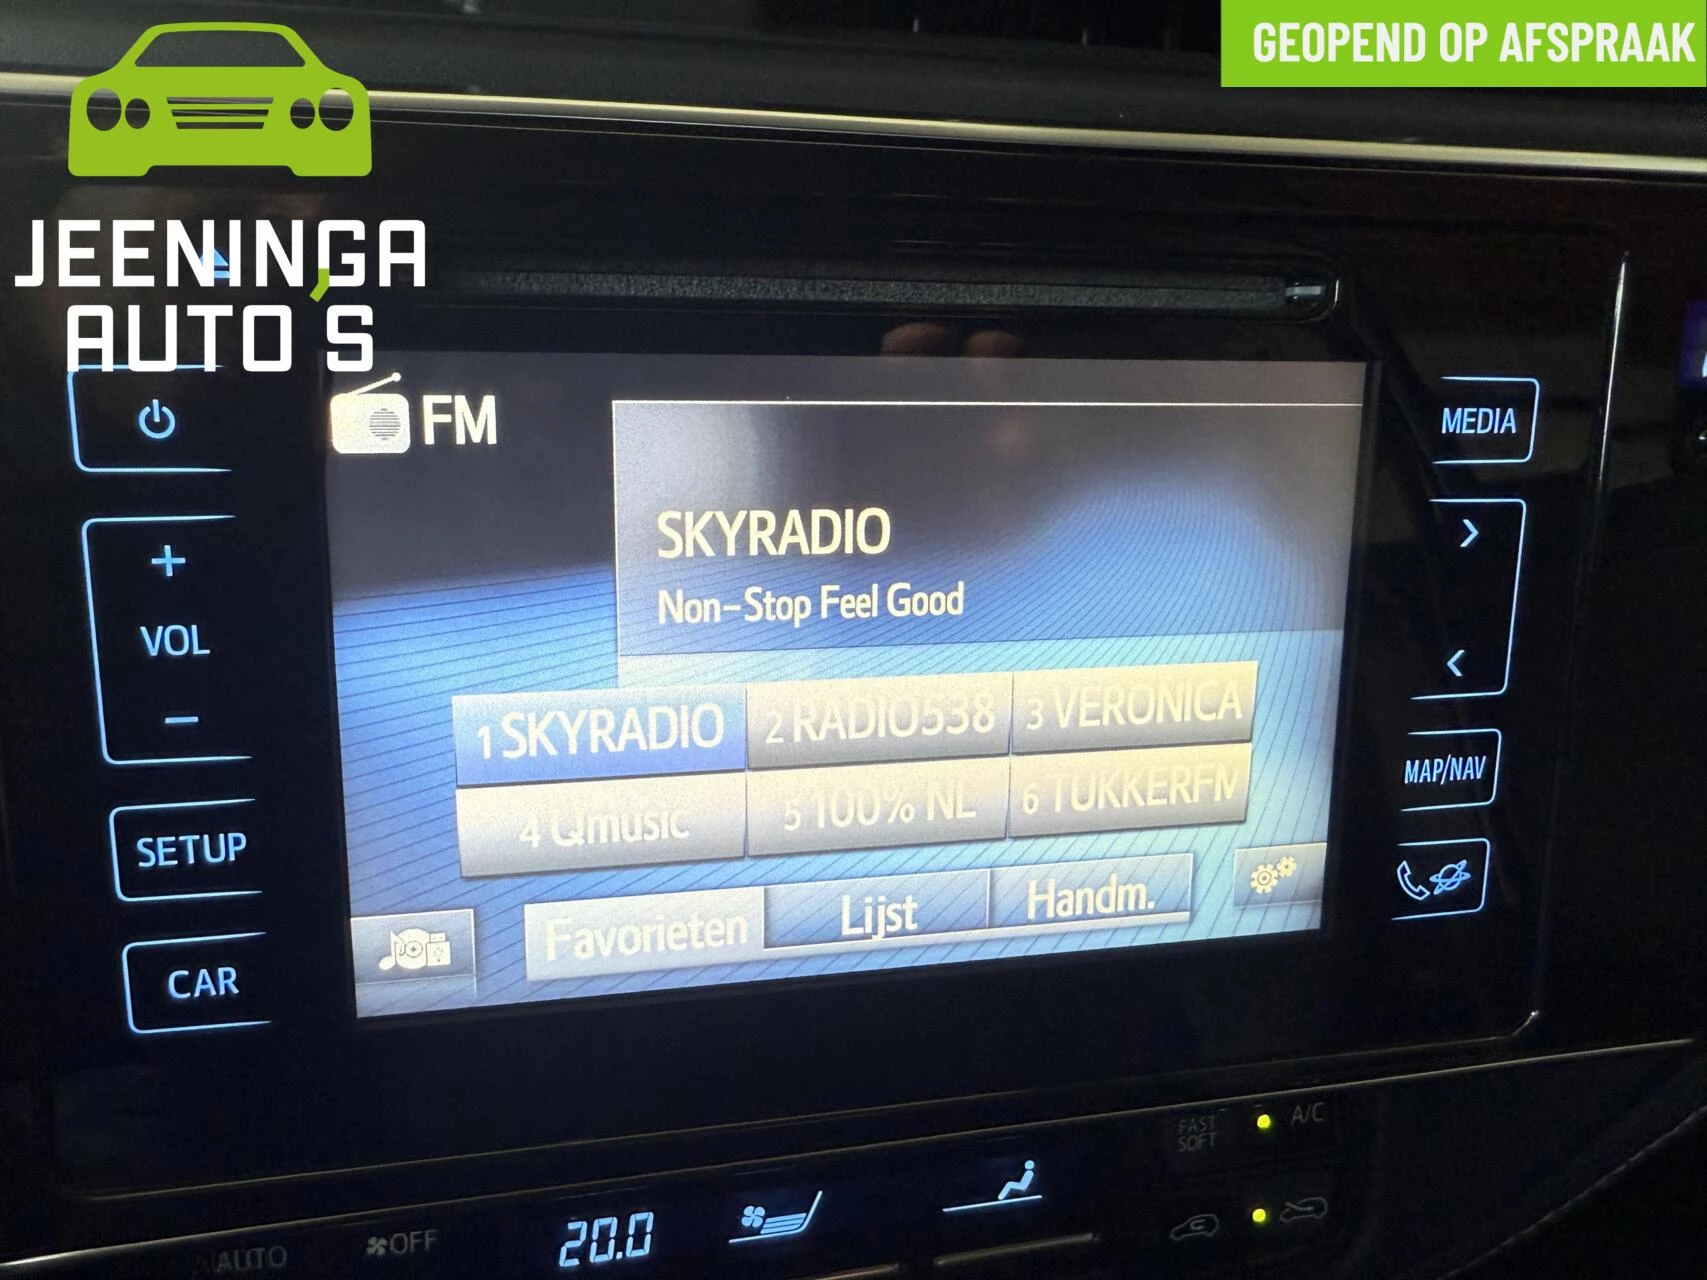 GEOPEND OP AFSPRAAK
JEENINGA
AUTO'S
FM
MEDIA
SKYRADIO
Non-Stop Feel Good
VOL
1 SKYRADIO
2 RADIO538
3 VERONICA
MAP/NAV
4 Qmusic
5 100% NL
6 TUKKERFM
SETUP
Favorieten
Lijst
Handm.
CAR
FAST
SOFT
A/C
AUTO
OFF
20.0